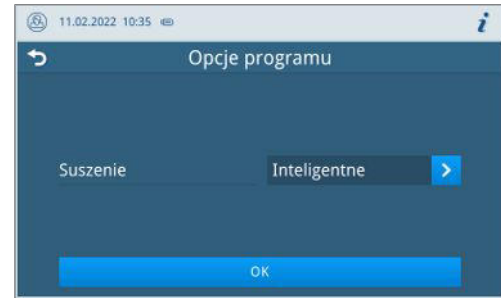 11.02.2022 10:35
i
Opcje programu
Suszenie Inteligentne
OK